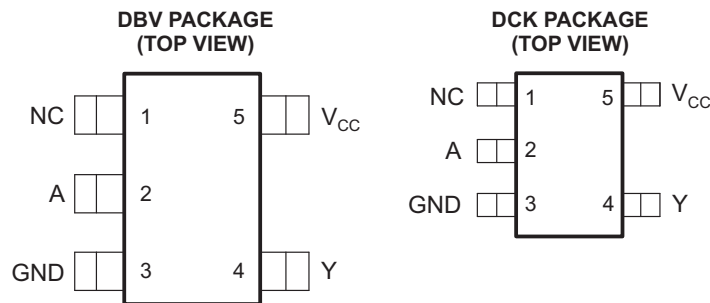 DBV PACKAGE
(TOP VIEW)
NC 1 5 VCC
A 2
GND 3 4 Y
DCK PACKAGE
(TOP VIEW)
NC 1 5 VCC
A 2
GND 3 4 Y